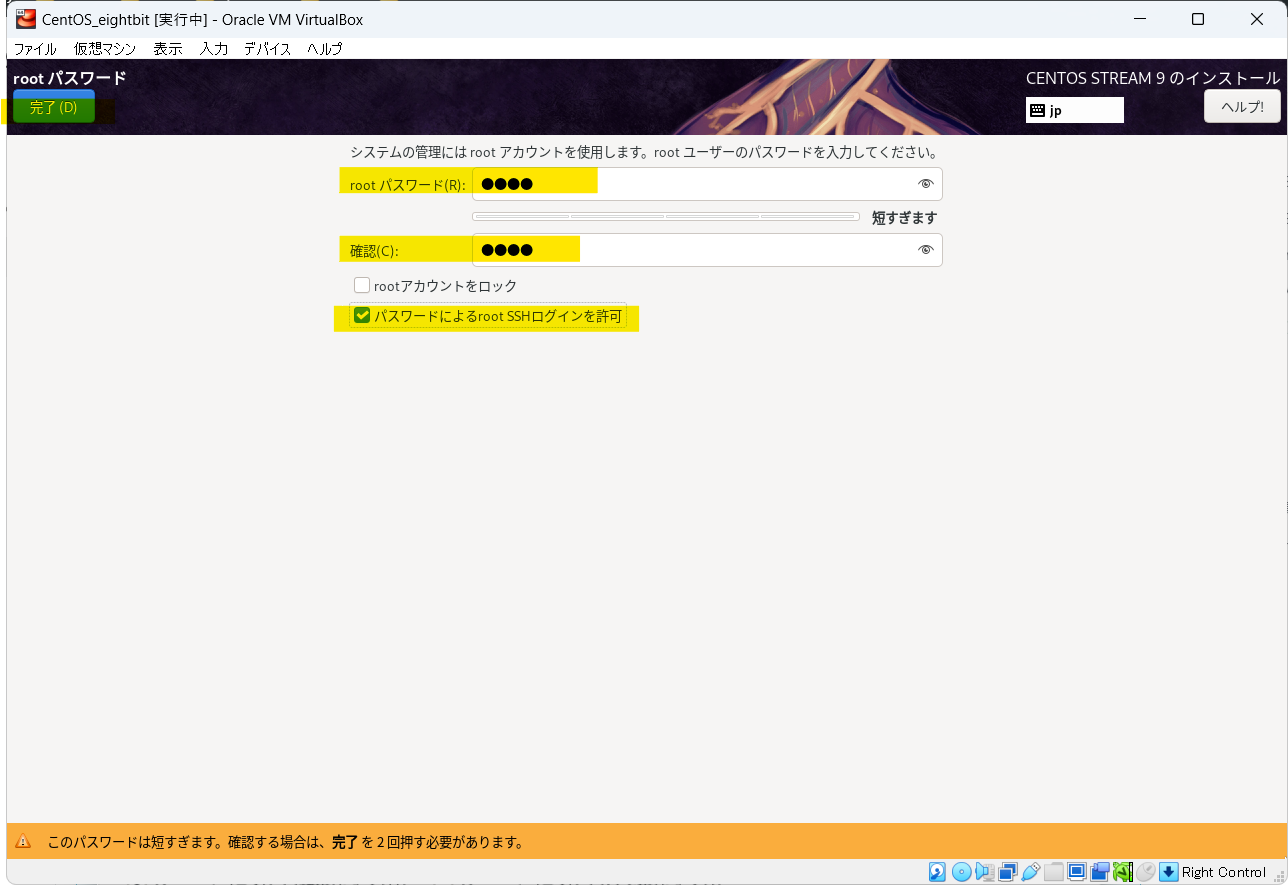 CentOS_eightbit [実行中] - Oracle VM VirtualBox
ファイル 仮想マシン 表示 入力 デバイス ヘルプ
root パスワード
CENTOS STREAM 9 のインストール
完了 (D)
jp
ヘルプ!
システムの管理には root アカウントを使用します。root ユーザーのパスワードを入力してください。
root パスワード(R): ●●●●
短すぎます
確認(C): ●●●●
rootアカウントをロック
パスワードによるroot SSHログインを許可
このパスワードは短すぎます。確認する場合は、完了 を 2 回押す必要があります。
Right Control